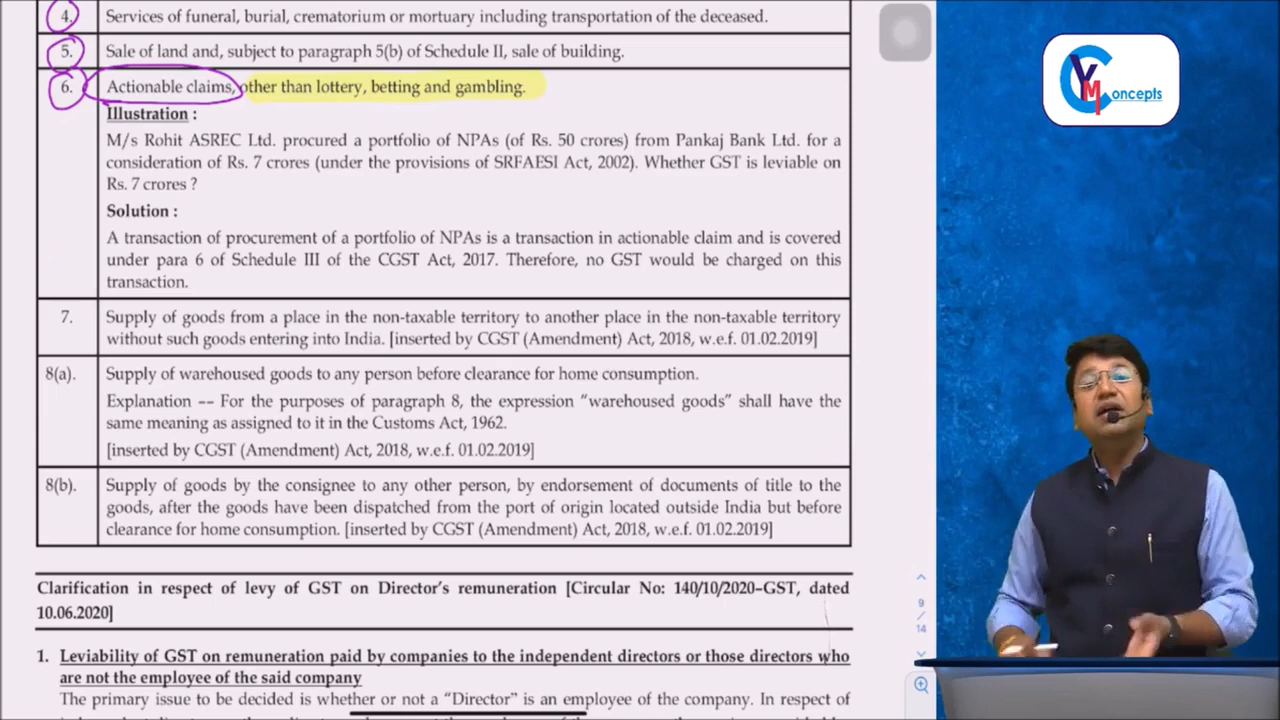 4. Services of funeral, burial, crematorium or mortuary including transportation of the deceased.
5. Sale of land and, subject to paragraph 5(b) of Schedule II, sale of building.
6. Actionable claims, other than lottery, betting and gambling.
Illustration :
M/s Rohit ASREC Ltd. procured a portfolio of NPAs (of Rs. 50 crores) from Pankaj Bank Ltd. for a
consideration of Rs. 7 crores (under the provisions of SRFAESI Act, 2002). Whether GST is leviable on
Rs. 7 crores ?
Solution :
A transaction of procurement of a portfolio of NPAs is a transaction in actionable claim and is covered
under para 6 of Schedule III of the CGST Act, 2017. Therefore, no GST would be charged on this
transaction.
7. Supply of goods from a place in the non-taxable territory to another place in the non-taxable territory
without such goods entering into India. [inserted by CGST (Amendment) Act, 2018, w.e.f. 01.02.2019]
8(a). Supply of warehoused goods to any person before clearance for home consumption.
Explanation -- For the purposes of paragraph 8, the expression "warehoused goods" shall have the
same meaning as assigned to it in the Customs Act, 1962.
[inserted by CGST (Amendment) Act, 2018, w.e.f. 01.02.2019]
8(b). Supply of goods by the consignee to any other person, by endorsement of documents of title to the
goods, after the goods have been dispatched from the port of origin located outside India but before
clearance for home consumption. [inserted by CGST (Amendment) Act, 2018, w.e.f. 01.02.2019]
Clarification in respect of levy of GST on Director's remuneration [Circular No: 140/10/2020-GST, dated
10.06.2020]
1. Leviability of GST on remuneration paid by companies to the independent directors or those directors who
are not the employee of the said company
The primary issue to be decided is whether or not a "Director" is an employee of the company. In respect of
YM Concepts
9
/
14